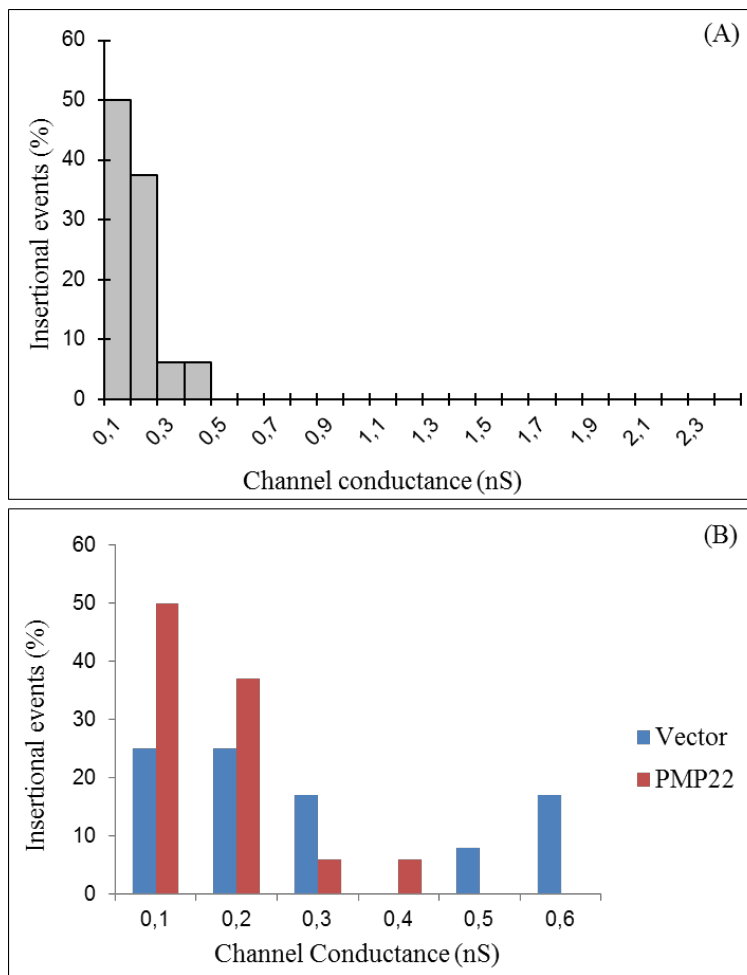 (A)
Insertional events (%)
60
50
40
30
20
10
0
0,1 0,3 0,5 0,7 0,9 1,1 1,3 1,5 1,7 1,9 2,1 2,3
Channel conductance (nS)
(B)
Insertional events (%)
60
50
40
30
20
10
0
0,1 0,2 0,3 0,4 0,5 0,6
Channel Conductance (nS)
Vector
PMP22